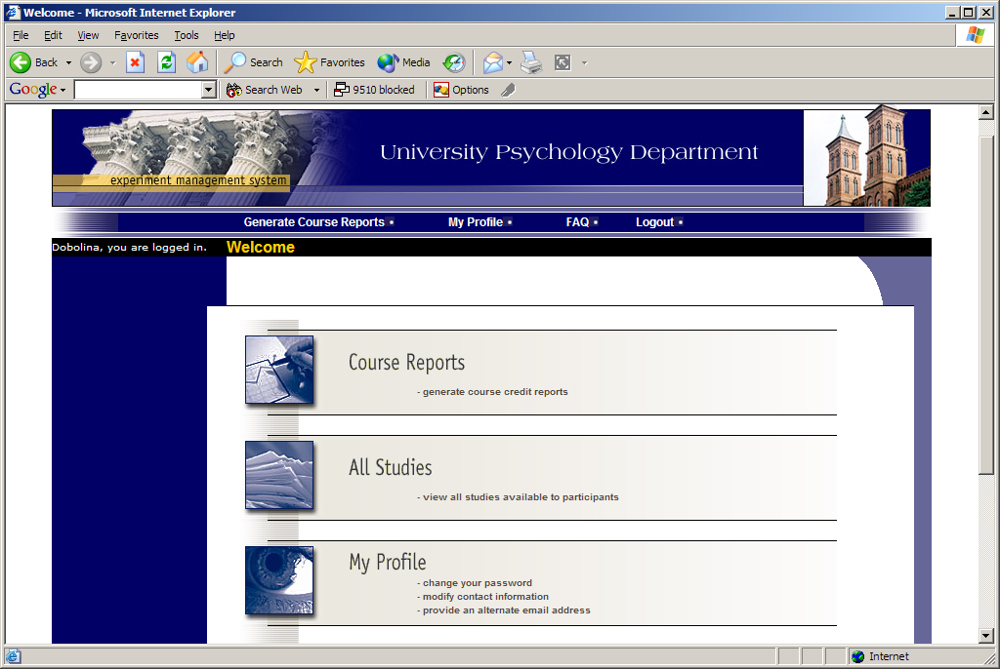 Welcome - Microsoft Internet Explorer
File Edit View Favorites Tools Help
Back Search Favorites Media
Google Search Web 9510 blocked Options
University Psychology Department
experiment management system
Generate Course Reports My Profile FAQ Logout
Dobolina, you are logged in. Welcome
Course Reports
- generate course credit reports
All Studies
- view all studies available to participants
My Profile
- change your password
- modify contact information
- provide an alternate email address
Internet